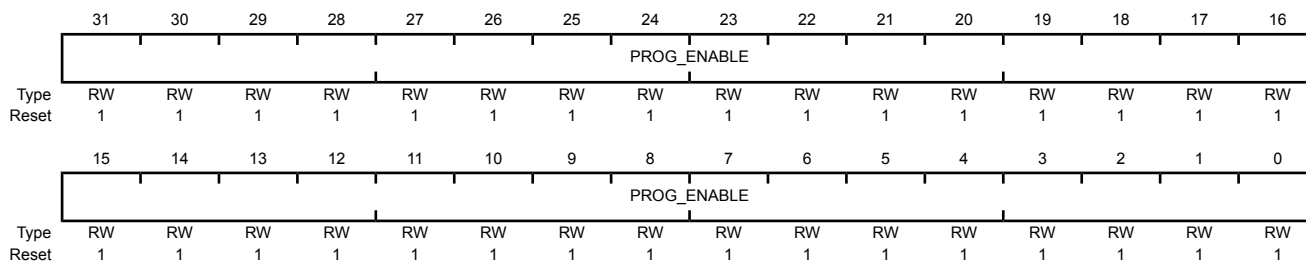 31 30 29 28 27 26 25 24 23 22 21 20 19 18 17 16
PROG_ENABLE
Type RW RW RW RW RW RW RW RW RW RW RW RW RW RW RW RW
Reset 1 1 1 1 1 1 1 1 1 1 1 1 1 1 1 1
15 14 13 12 11 10 9 8 7 6 5 4 3 2 1 0
PROG_ENABLE
Type RW RW RW RW RW RW RW RW RW RW RW RW RW RW RW RW
Reset 1 1 1 1 1 1 1 1 1 1 1 1 1 1 1 1